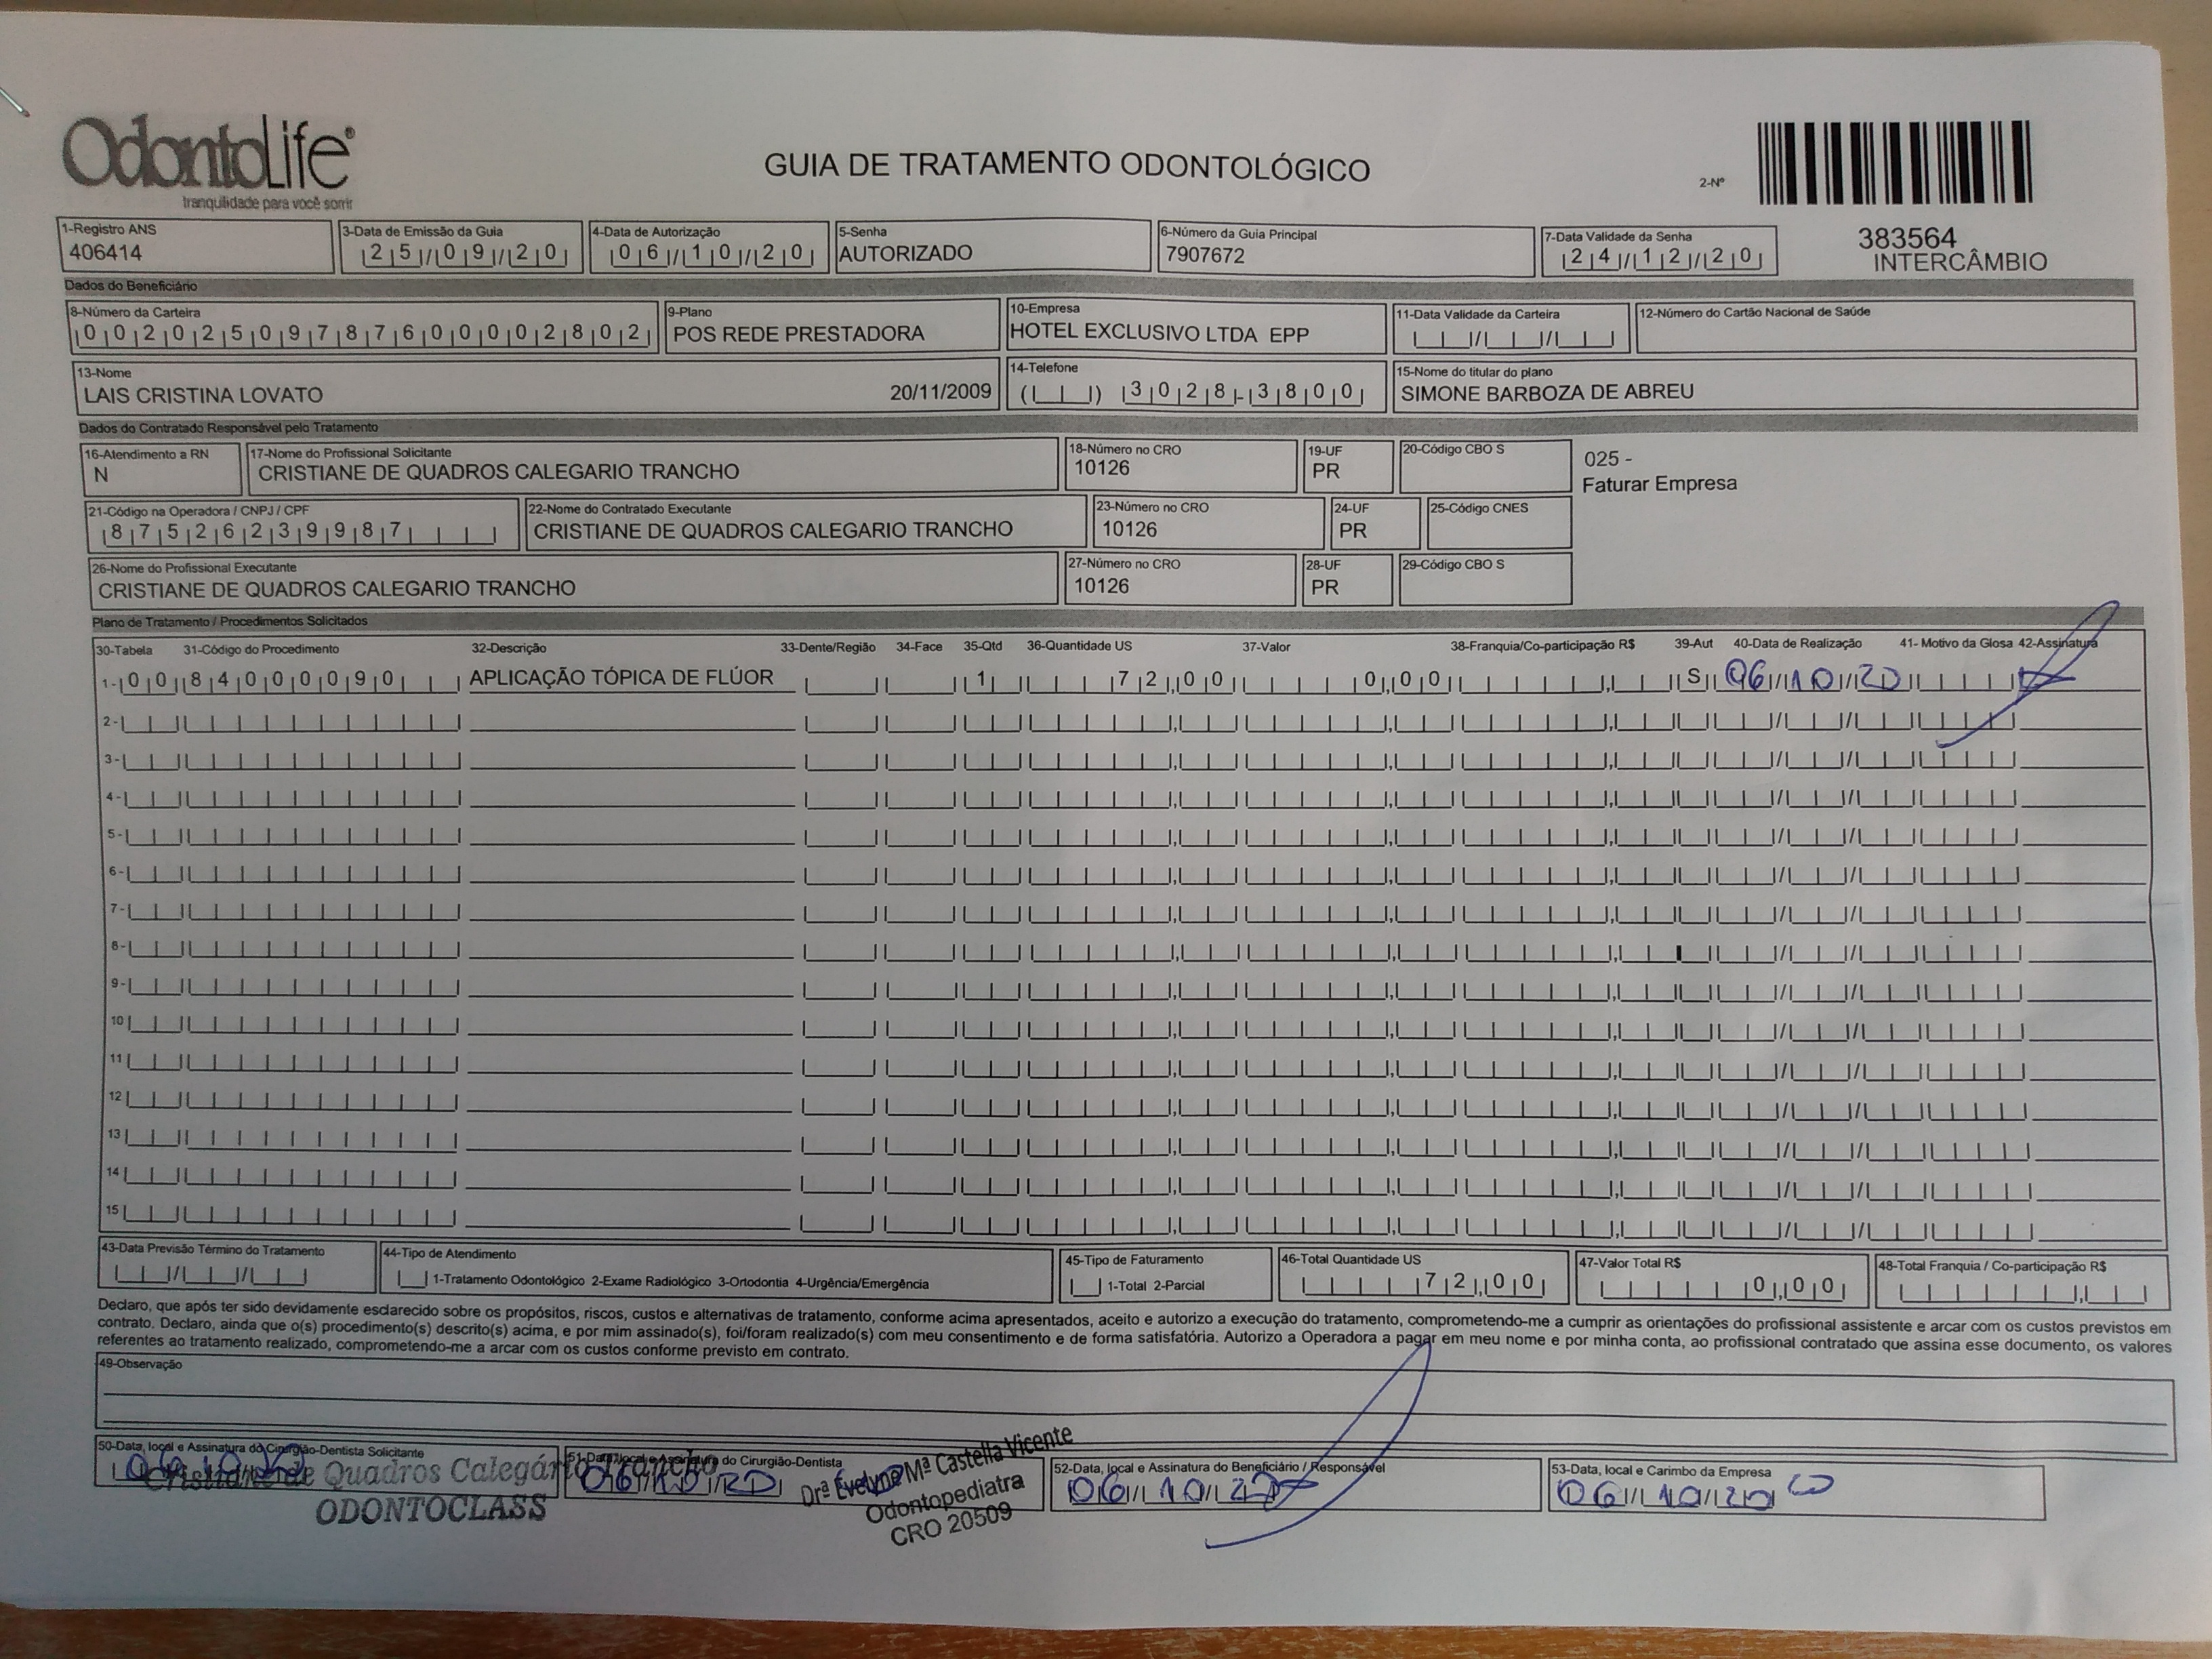 OdontoLife®
tranquilidade para você sorrir
GUIA DE TRATAMENTO ODONTOLÓGICO
2-Nº
383564
INTERCÂMBIO
1-Registro ANS
406414
3-Data de Emissão da Guia
25/09/20
4-Data de Autorização
06/10/20
5-Senha
AUTORIZADO
6-Número da Guia Principal
7907672
7-Data Validade da Senha
24/12/20
Dados do Beneficiário
8-Número da Carteira
00202509787600002802
9-Plano
POS REDE PRESTADORA
10-Empresa
HOTEL EXCLUSIVO LTDA EPP
11-Data Validade da Carteira
12-Número do Cartão Nacional de Saúde
13-Nome
LAIS CRISTINA LOVATO 20/11/2009
14-Telefone
( ) 3028-3800
15-Nome do titular do plano
SIMONE BARBOZA DE ABREU
Dados do Contratado Responsável pelo Tratamento
16-Atendimento a RN
N
17-Nome do Profissional Solicitante
CRISTIANE DE QUADROS CALEGARIO TRANCHO
18-Número no CRO
10126
19-UF
PR
20-Código CBO S
025 -
Faturar Empresa
21-Código na Operadora / CNPJ / CPF
87526239987
22-Nome do Contratado Executante
CRISTIANE DE QUADROS CALEGARIO TRANCHO
23-Número no CRO
10126
24-UF
PR
25-Código CNES
26-Nome do Profissional Executante
CRISTIANE DE QUADROS CALEGARIO TRANCHO
27-Número no CRO
10126
28-UF
PR
29-Código CBO S
Plano de Tratamento / Procedimentos Solicitados
30-Tabela 31-Código do Procedimento 32-Descrição 33-Dente/Região 34-Face 35-Qtd 36-Quantidade US 37-Valor 38-Franquia/Co-participação R$ 39-Aut 40-Data de Realização 41- Motivo da Glosa 42-Assinatura
1- 00 84000090 APLICAÇÃO TÓPICA DE FLÚOR 1 72,00 0,00 S 06/10/20
2-
3-
4-
5-
6-
7-
8-
9-
10
11
12
13
14
15
43-Data Previsão Término do Tratamento
44-Tipo de Atendimento
1-Tratamento Odontológico 2-Exame Radiológico 3-Ortodontia 4-Urgência/Emergência
45-Tipo de Faturamento
1-Total 2-Parcial
46-Total Quantidade US
72,00
47-Valor Total R$
0,00
48-Total Franquia / Co-participação R$
Declaro, que após ter sido devidamente esclarecido sobre os propósitos, riscos, custos e alternativas de tratamento, conforme acima apresentados, aceito e autorizo a execução do tratamento, comprometendo-me a cumprir as orientações do profissional assistente e arcar com os custos previstos em
contrato. Declaro, ainda que o(s) procedimento(s) descrito(s) acima, e por mim assinado(s), foi/foram realizado(s) com meu consentimento e de forma satisfatória. Autorizo a Operadora a pagar em meu nome e por minha conta, ao profissional contratado que assina esse documento, os valores
referentes ao tratamento realizado, comprometendo-me a arcar com os custos conforme previsto em contrato.
49-Observação
50-Data, local e Assinatura do Cirurgião-Dentista Solicitante
06/10/20
Cristiane de Quadros Calegário Trancho
ODONTOCLASS
51-Data, local e Assinatura do Cirurgião-Dentista
06/10/20
Drª Evelyne Mª Castella Vicente
Odontopediatra
CRO 20509
52-Data, local e Assinatura do Beneficiário / Responsável
06/10/20
53-Data, local e Carimbo da Empresa
06/10/20